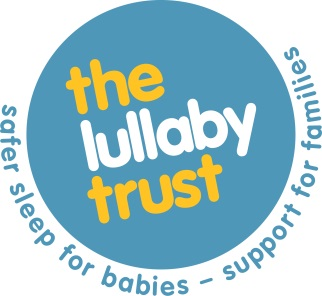 the
lullaby
trust
safer sleep for babies – support for families